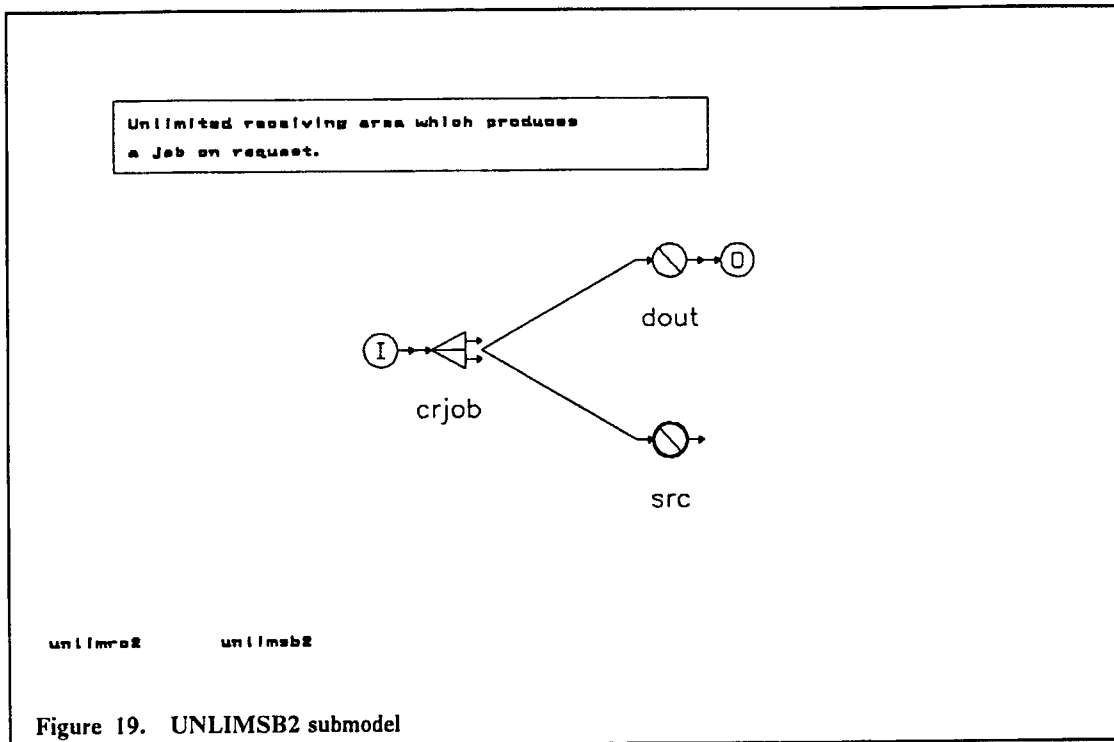 Unlimited receiving area which produces
a job on request.
O
dout
I
crjob
src
unlimrc2 unlimsb2
Figure 19. UNLIMSB2 submodel